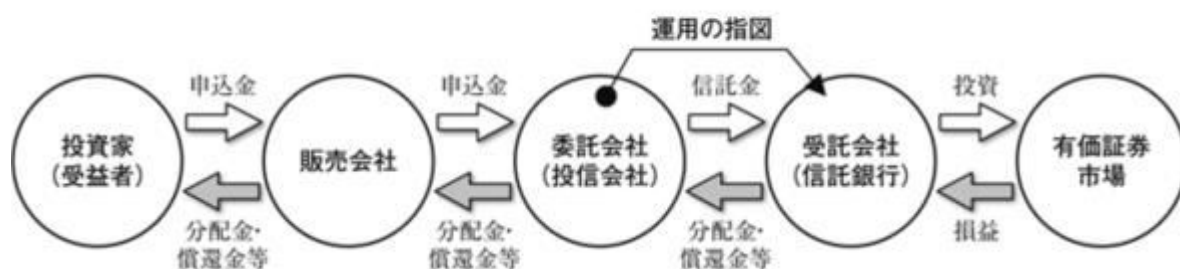 運用の指図
申込金
申込金
信託金
投資
投資家
（受益者）
販売会社
委託会社
（投信会社）
受託会社
（信託銀行）
有価証券
市場
分配金・
償還金等
分配金・
償還金等
分配金・
償還金等
損益